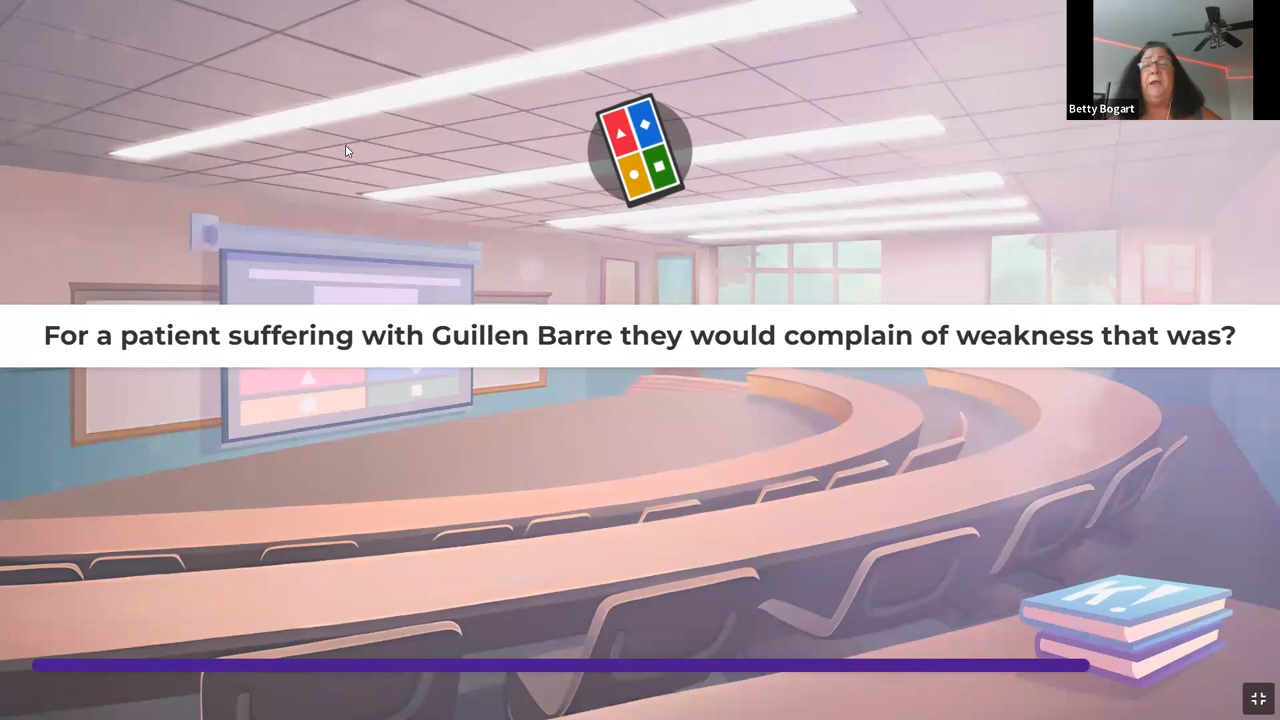 Betty Bogart
For a patient suffering with Guillen Barre they would complain of weakness that was?
K!